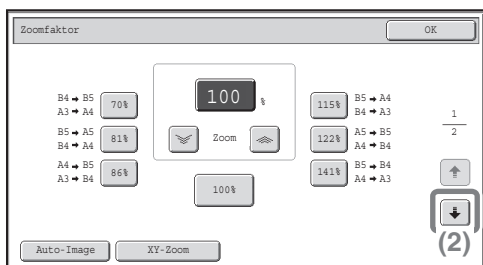 Zoomfaktor
OK
B4 → B5
A3 → A4
70%
B5 → A5
B4 → A4
81%
A4 → B5
A3 → B4
86%
100 %
Zoom
100%
115%
B5 → A4
B4 → A3
122%
A5 → B5
A4 → B4
141%
B5 → B4
A4 → A3
1
2
(2)
Auto-Image
XY-Zoom